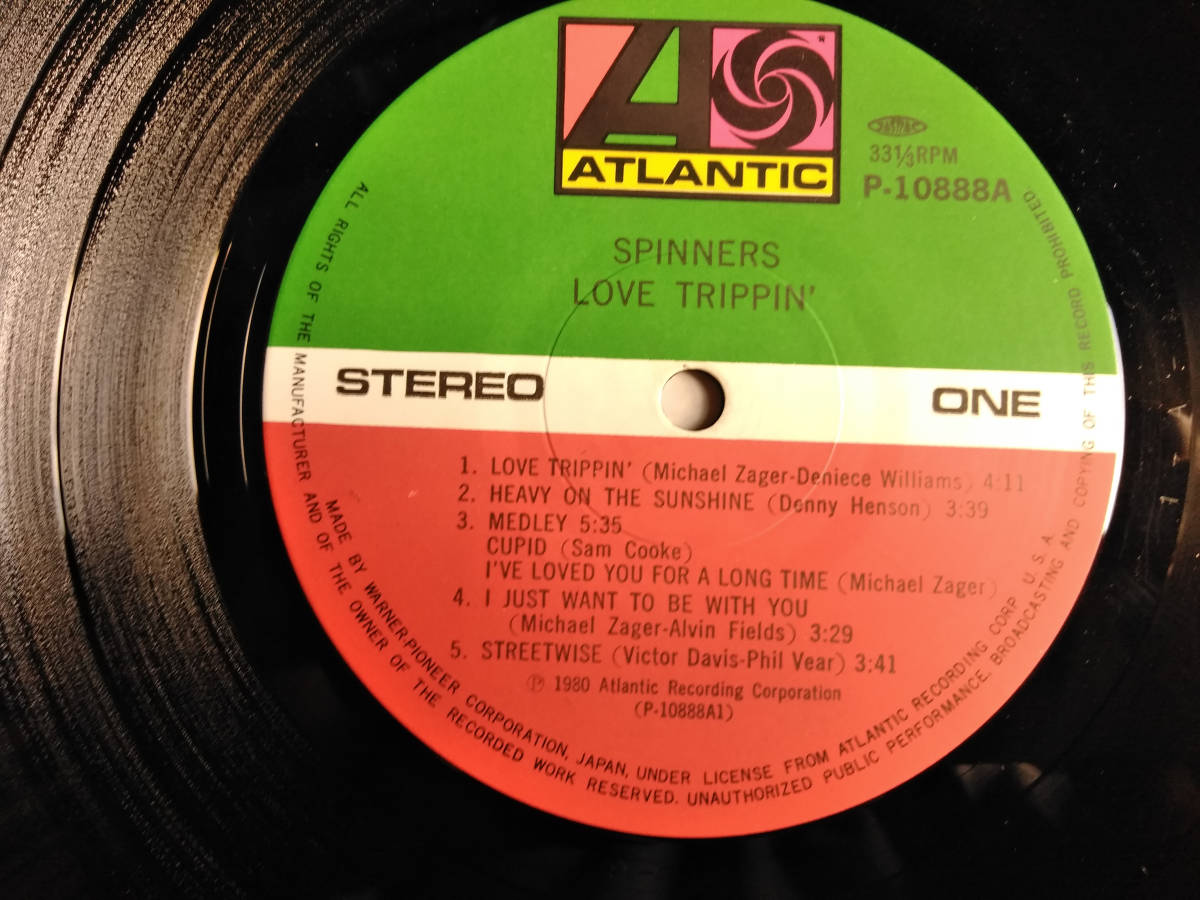 ATLANTIC
JASRAC
33⅓RPM
P-10888A
SPINNERS
LOVE TRIPPIN'
STEREO
ONE
1. LOVE TRIPPIN' (Michael Zager-Deniece Williams) 4:11
2. HEAVY ON THE SUNSHINE (Denny Henson) 3:39
3. MEDLEY 5:35
CUPID (Sam Cooke)
I'VE LOVED YOU FOR A LONG TIME (Michael Zager)
4. I JUST WANT TO BE WITH YOU
(Michael Zager-Alvin Fields) 3:29
5. STREETWISE (Victor Davis-Phil Vear) 3:41
Ⓟ 1980 Atlantic Recording Corporation
(P-10888A1)
MADE BY WARNER-PIONEER CORPORATION, JAPAN, UNDER LICENSE FROM ATLANTIC RECORDING CORP. U.S.A.
ALL RIGHTS OF THE MANUFACTURER AND OF THE OWNER OF THE RECORDED WORK RESERVED. UNAUTHORIZED PUBLIC PERFORMANCE, BROADCASTING AND COPYING OF THIS RECORD PROHIBITED.